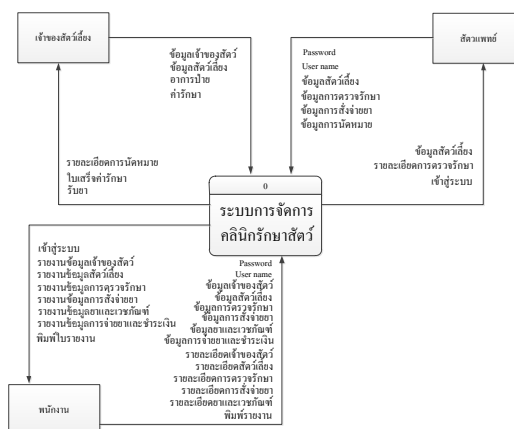 เจ้าของสัตว์เลี้ยง
สัตวแพทย์
ข้อมูลเจ้าของสัตว์
ข้อมูลสัตว์เลี้ยง
อาการป่วย
ค่ารักษา
Password
User name
ข้อมูลสัตว์เลี้ยง
ข้อมูลการตรวจรักษา
ข้อมูลการสั่งจ่ายยา
ข้อมูลการนัดหมาย
รายละเอียดการนัดหมาย
ใบเสร็จค่ารักษา
รับยา
ข้อมูลสัตว์เลี้ยง
รายละเอียดการตรวจรักษา
เข้าสู่ระบบ
0
ระบบการจัดการ
คลินิกรักษาสัตว์
เข้าสู่ระบบ
รายงานข้อมูลเจ้าของสัตว์
รายงานข้อมูลสัตว์เลี้ยง
รายงานข้อมูลการตรวจรักษา
รายงานข้อมูลการสั่งจ่ายยา
รายงานข้อมูลยาและเวชภัณฑ์
รายงานข้อมูลการจ่ายยาและชำระเงิน
พิมพ์ใบรายงาน
Password
User name
ข้อมูลเจ้าของสัตว์
ข้อมูลสัตว์เลี้ยง
ข้อมูลการตรวจรักษา
ข้อมูลการสั่งจ่ายยา
ข้อมูลยาและเวชภัณฑ์
ข้อมูลการจ่ายยาและชำระเงิน
รายละเอียดเจ้าของสัตว์
รายละเอียดสัตว์เลี้ยง
รายละเอียดการตรวจรักษา
รายละเอียดการสั่งจ่ายยา
รายละเอียดยาและเวชภัณฑ์
พิมพ์รายงาน
พนักงาน